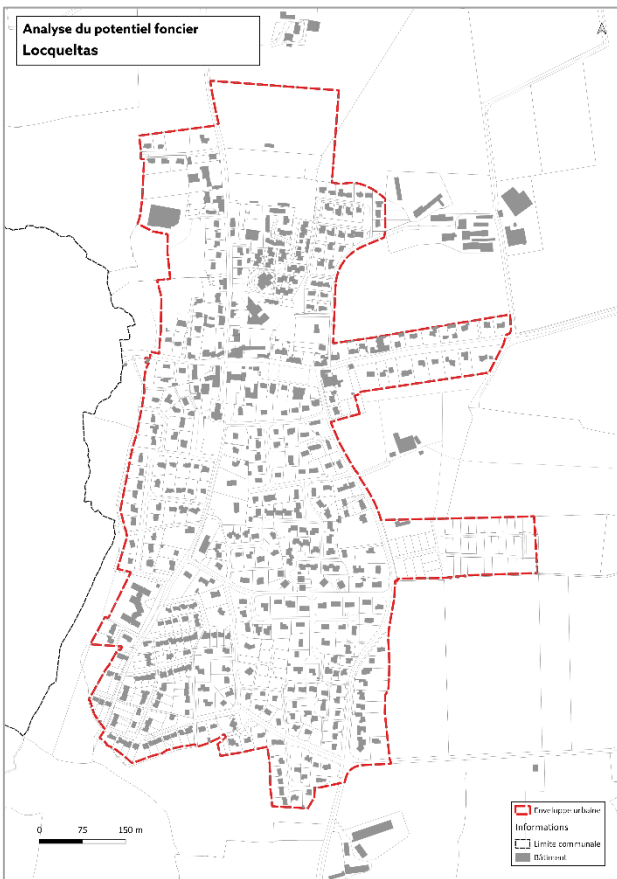 Analyse du potentiel foncier
Locqueltas
0 75 150 m
Enveloppe urbaine
Informations
Limite communale
Bâtiment